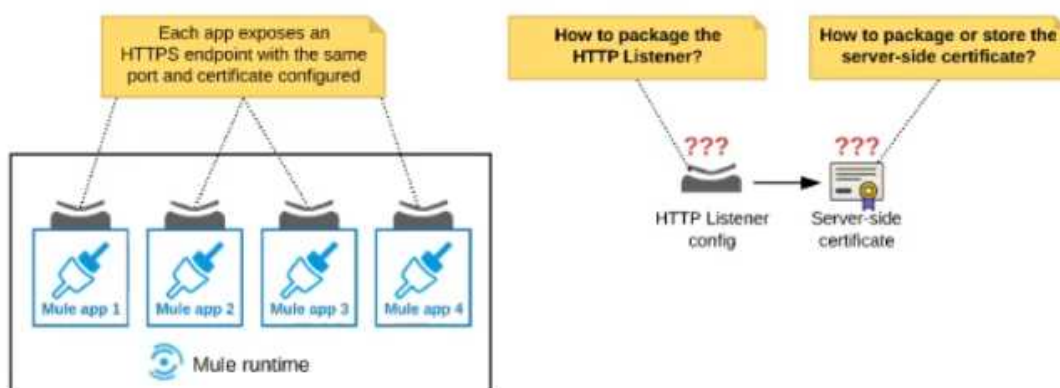 Each app exposes an
HTTPS endpoint with the same
port and certificate configured
How to package the
HTTP Listener?
How to package or store the
server-side certificate?
???
???
HTTP Listener
config
Server-side
certificate
Mule app 1
Mule app 2
Mule app 3
Mule app 4
Mule runtime